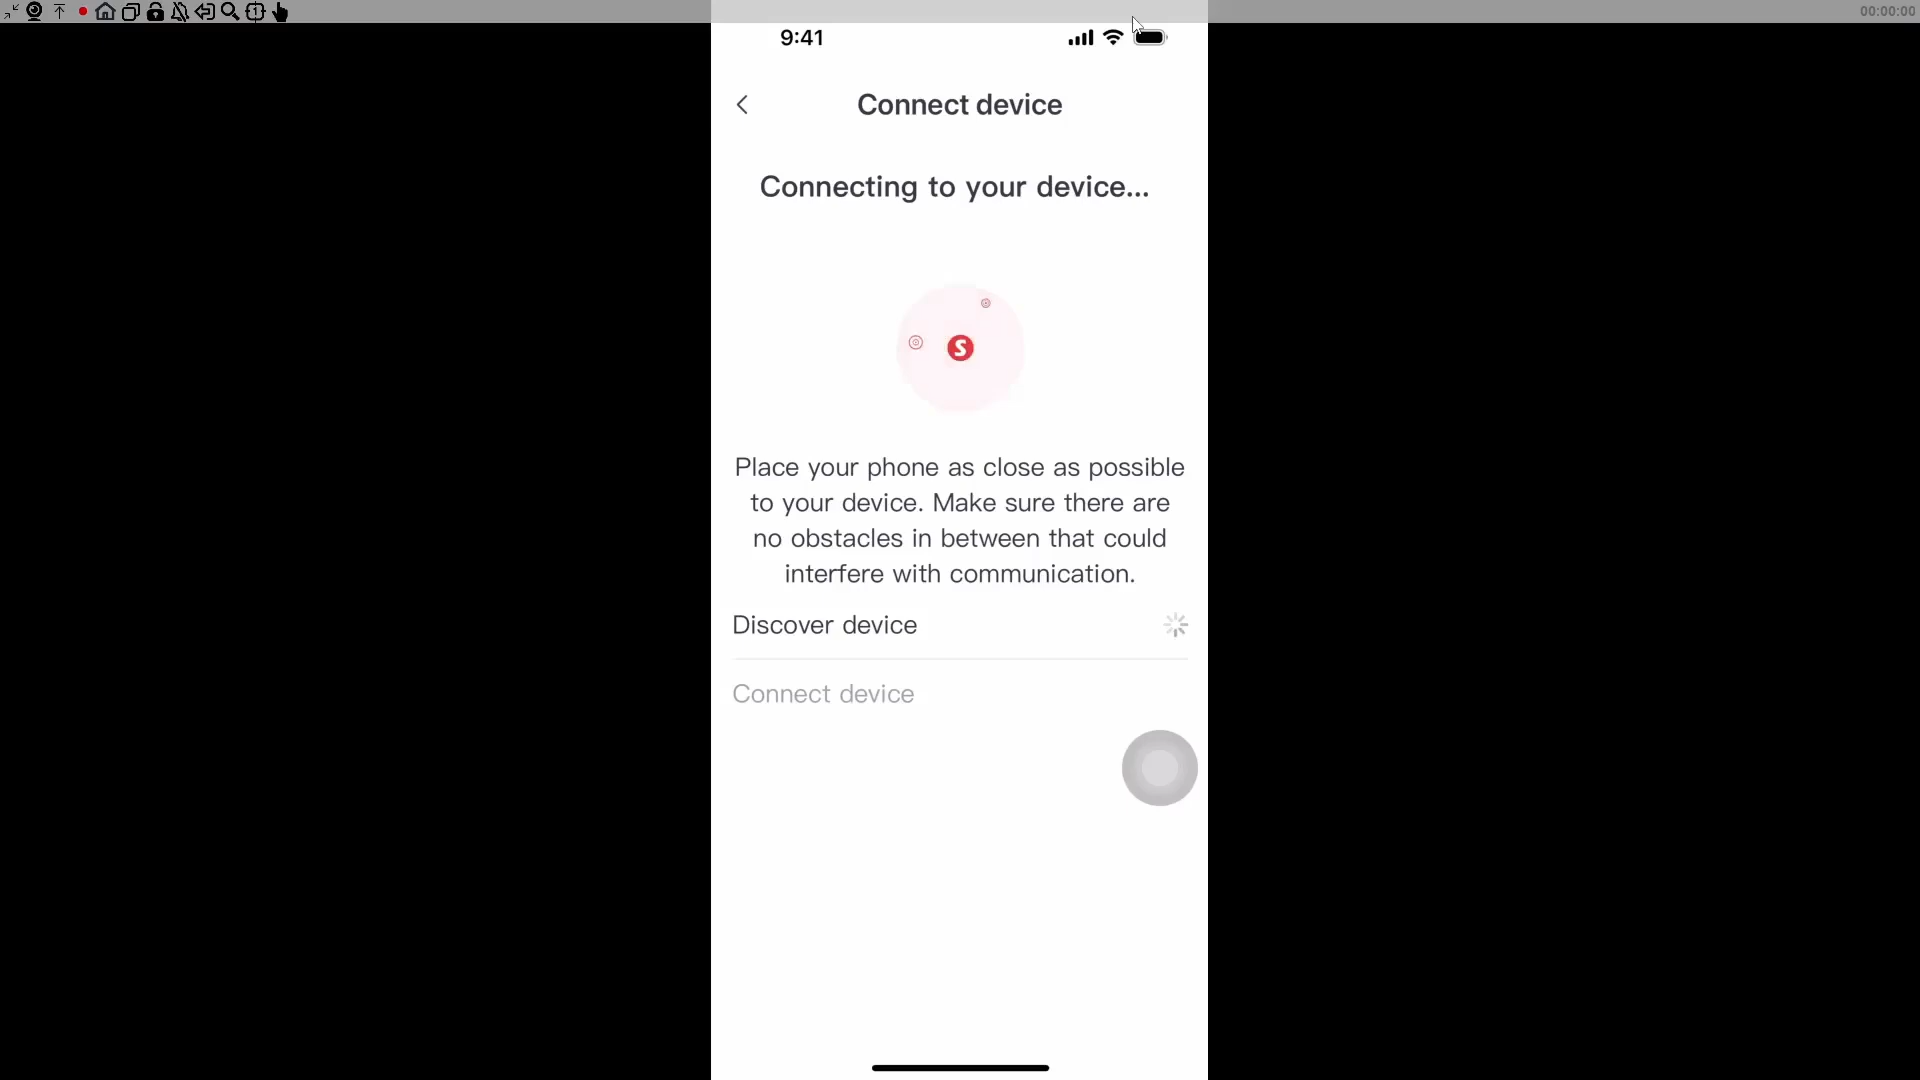 00:00:00
9:41
Connect device
Connecting to your device...
S
Place your phone as close as possible
to your device. Make sure there are
no obstacles in between that could
interfere with communication.
Discover device
Connect device